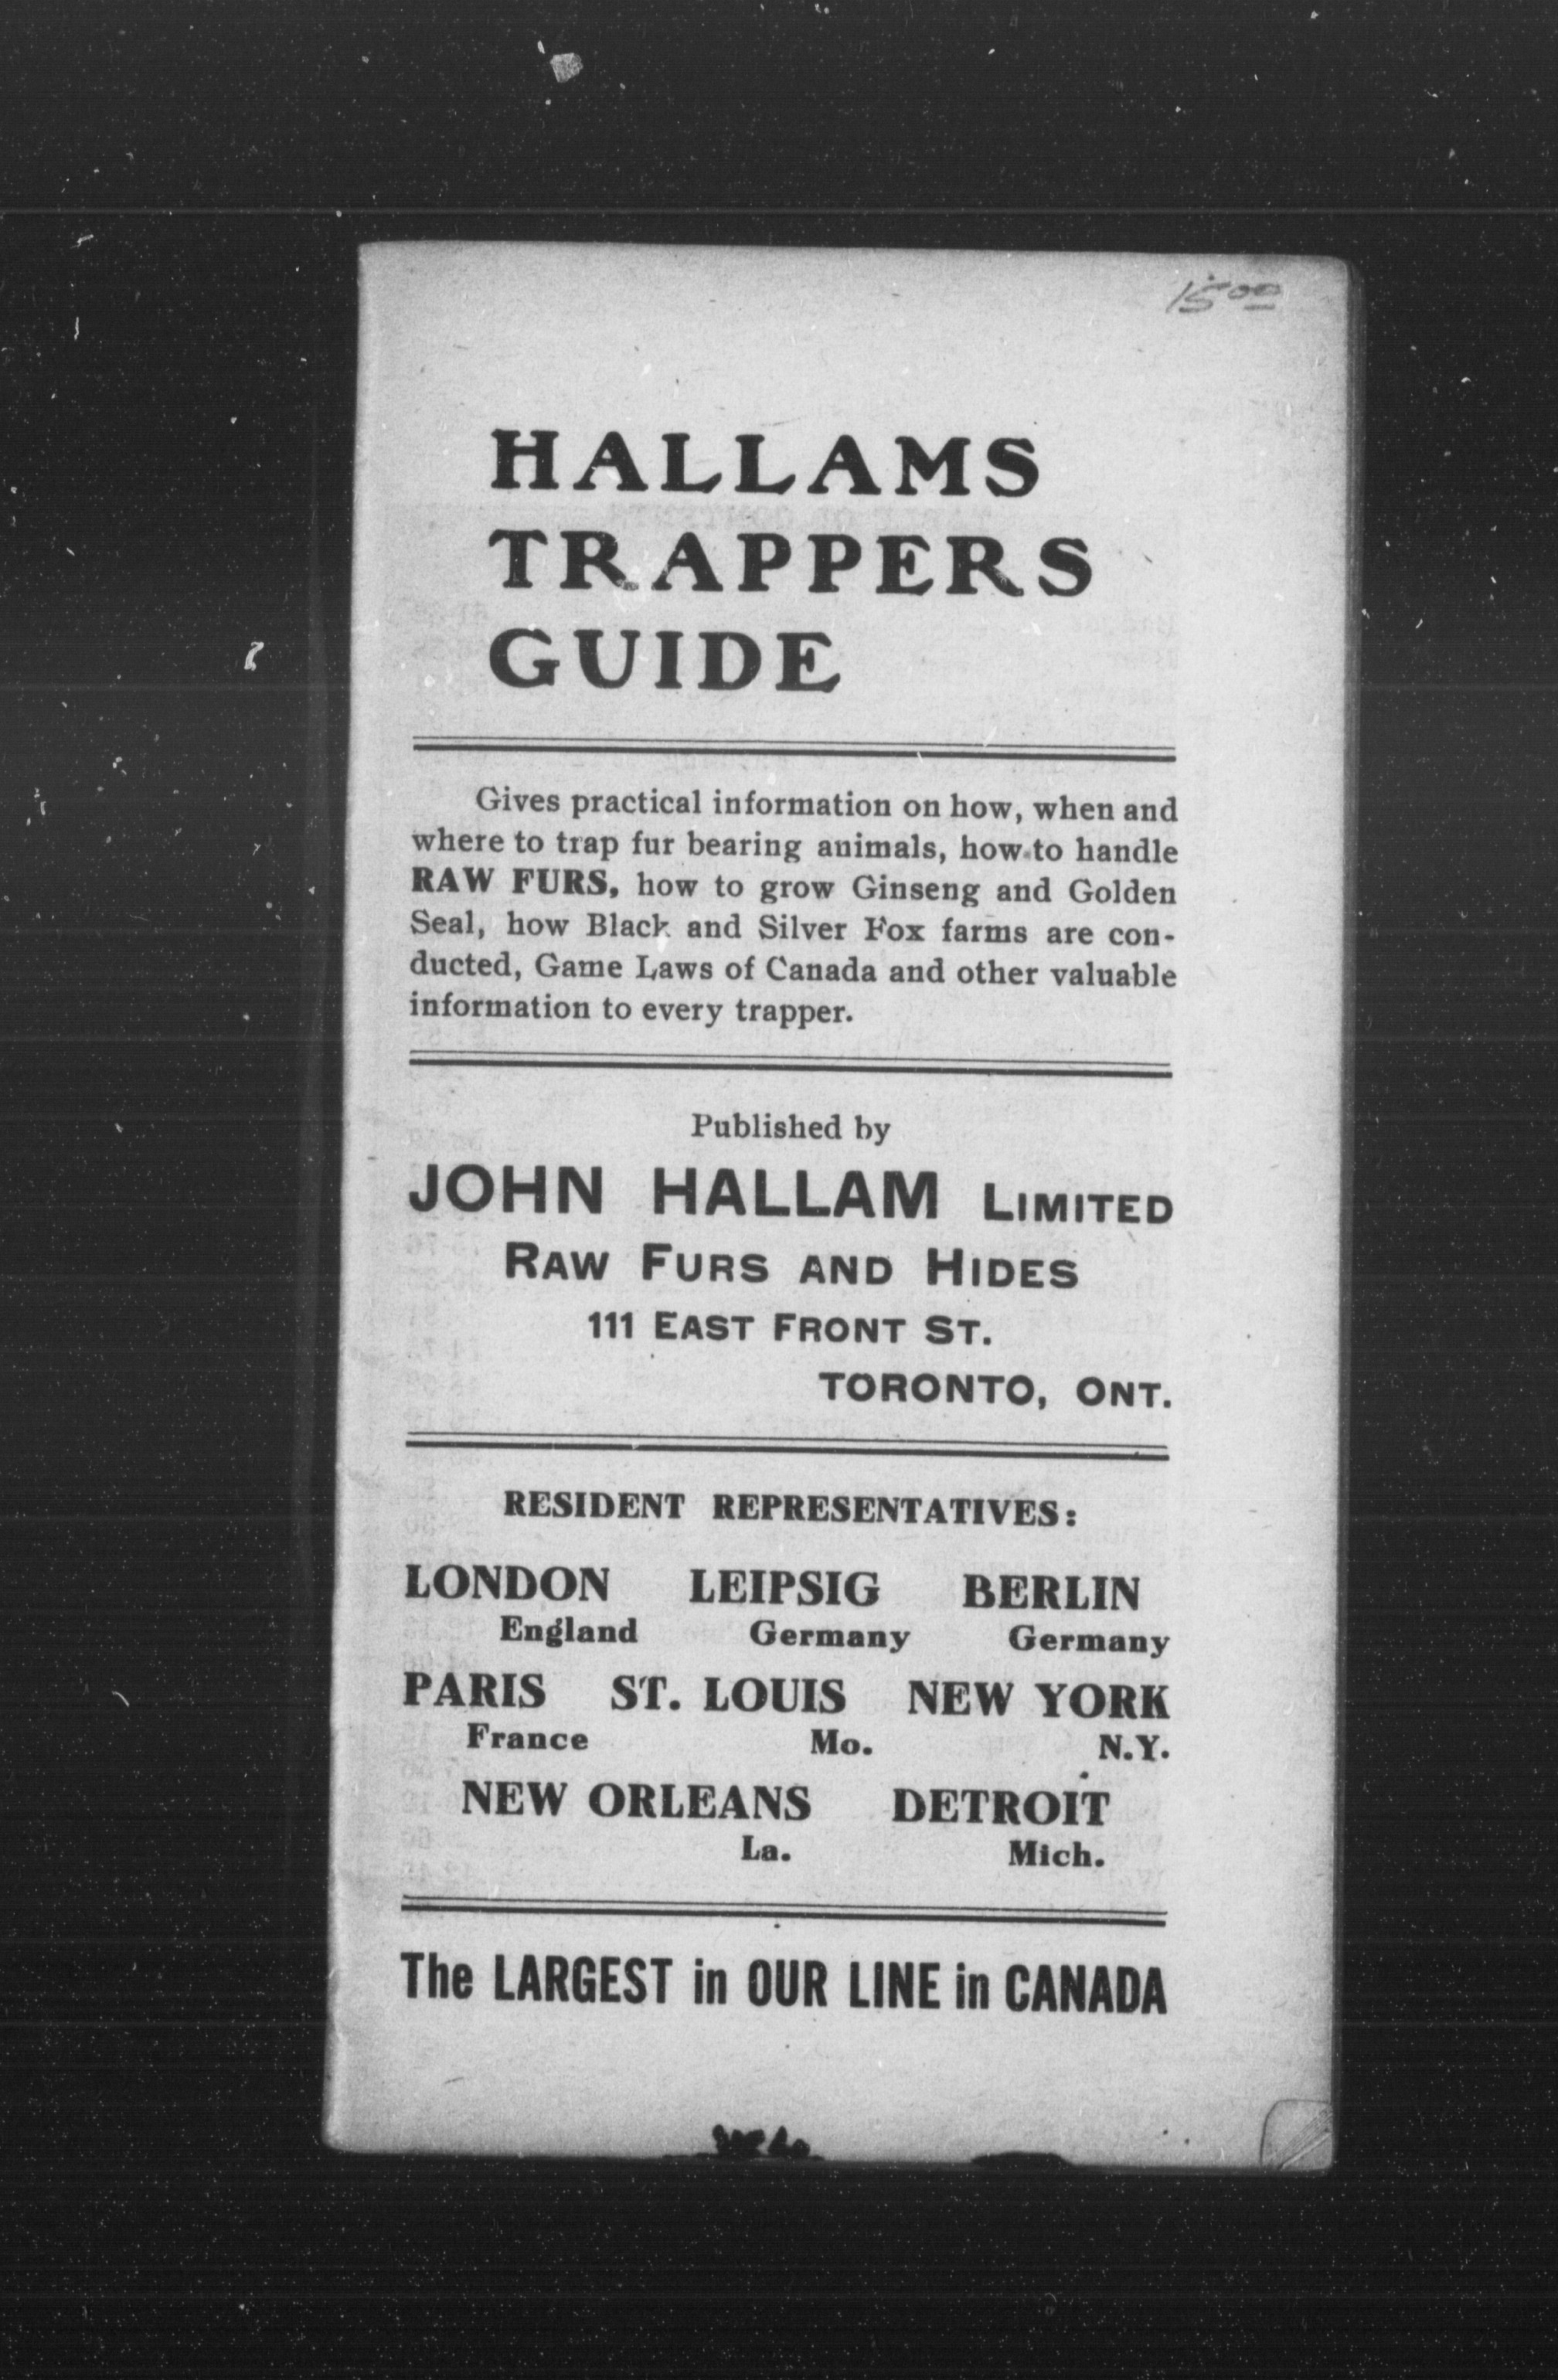 15.00
HALLAMS
TRAPPERS
GUIDE
Gives practical information on how, when and
where to trap fur bearing animals, how to handle
RAW FURS, how to grow Ginseng and Golden
Seal, how Black and Silver Fox farms are con-
ducted, Game Laws of Canada and other valuable
information to every trapper.
Published by
JOHN HALLAM LIMITED
RAW FURS AND HIDES
111 EAST FRONT ST.
TORONTO, ONT.
RESIDENT REPRESENTATIVES:
LONDON LEIPSIG BERLIN
England Germany Germany
PARIS ST. LOUIS NEW YORK
France Mo. N.Y.
NEW ORLEANS DETROIT
La. Mich.
The LARGEST in OUR LINE in CANADA